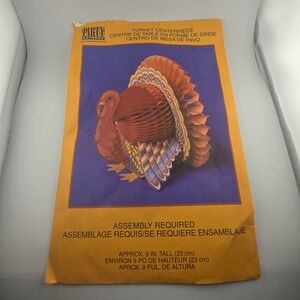 PARTY
TURKEY CENTERPIECE
CENTRE DE TABLE EN FORME DE DINDE
CENTRO DE MESA DE PAVO
ASSEMBLY REQUIRED
ASSEMBLAGE REQUIS/SE REQUIERE ENSAMBLAJE
APPROX. 9 IN. TALL (23 cm)
ENVIRON 9 PO DE HAUTEUR (23 cm)
APROX. 9 PUL. DE ALTURA